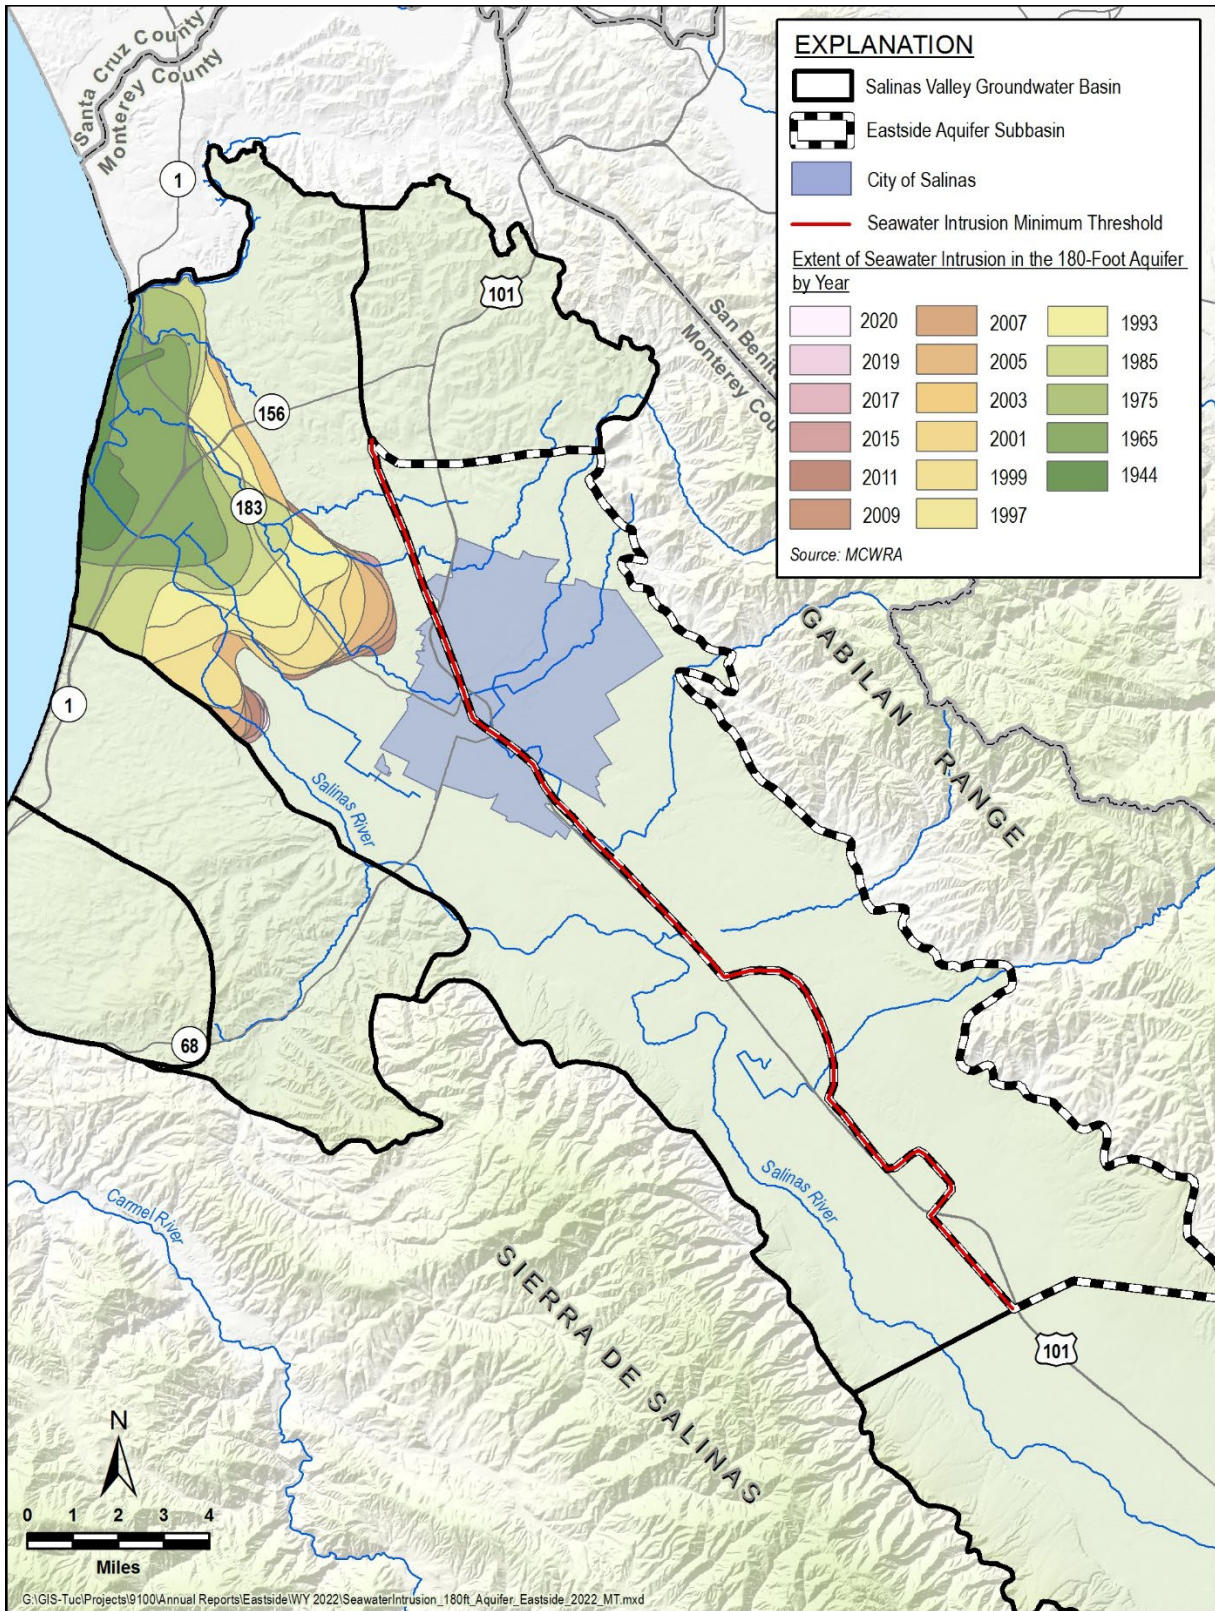 EXPLANATION
Salinas Valley Groundwater Basin
Eastside Aquifer Subbasin
City of Salinas
Seawater Intrusion Minimum Threshold
Extent of Seawater Intrusion in the 180-Foot Aquifer
by Year
2020 2007 1993
2019 2005 1985
2017 2003 1975
2015 2001 1965
2011 1999 1944
2009 1997
Source: MCWRA
Santa Cruz County
Monterey County
1
101
San Benito
Monterey Cou
156
183
GABILAN RANGE
1
Salinas River
68
Salinas River
Carmel River
SIERRA DE SALINAS
101
N
0 1 2 3 4
Miles
G:\GIS-Tuc\Projects\9100\Annual Reports\Eastside\WY 2022\SeawaterIntrusion_180ft_Aquifer_Eastside_2022_MT.mxd